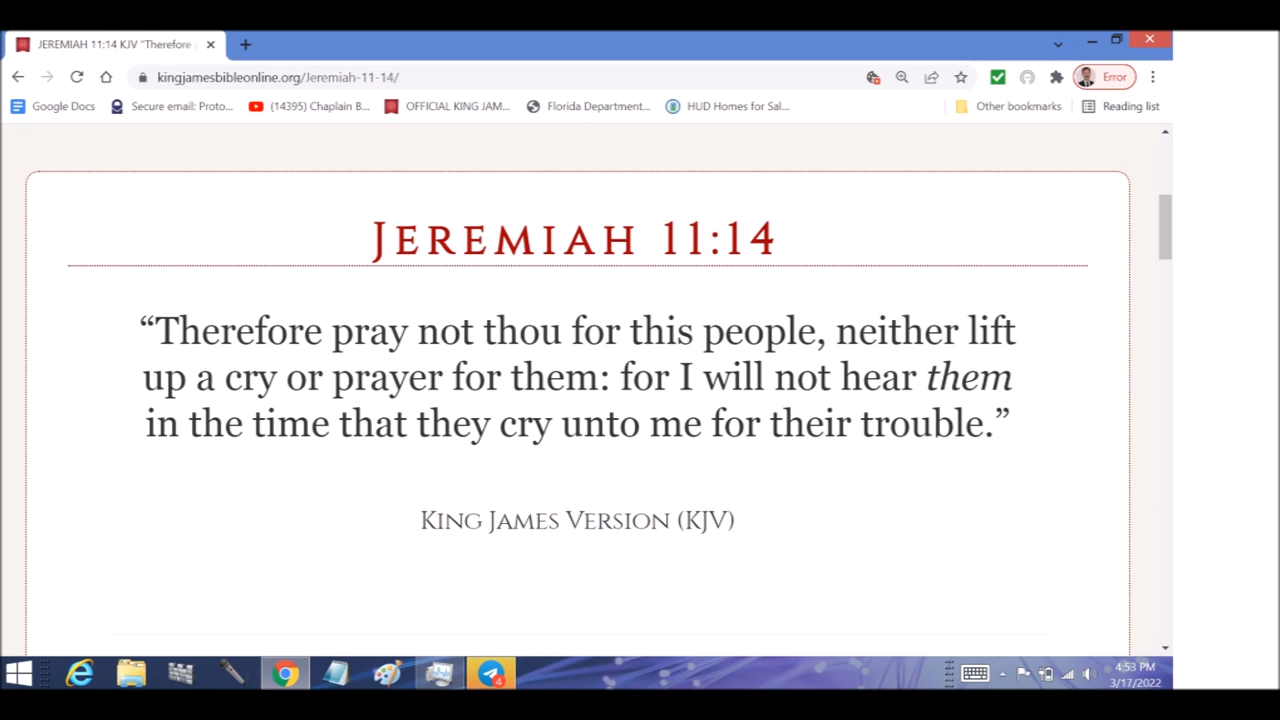 JEREMIAH 11:14 KJV "Therefore
kingjamesbibleonline.org/Jeremiah-11-14/
Error
Google Docs
Secure email: Proto...
(14395) Chaplain B...
OFFICIAL KING JAM...
Florida Department...
HUD Homes for Sal...
Other bookmarks
Reading list
JEREMIAH 11:14
“Therefore pray not thou for this people, neither lift
up a cry or prayer for them: for I will not hear them
in the time that they cry unto me for their trouble.”
KING JAMES VERSION (KJV)
4
4:53 PM
3/17/2022